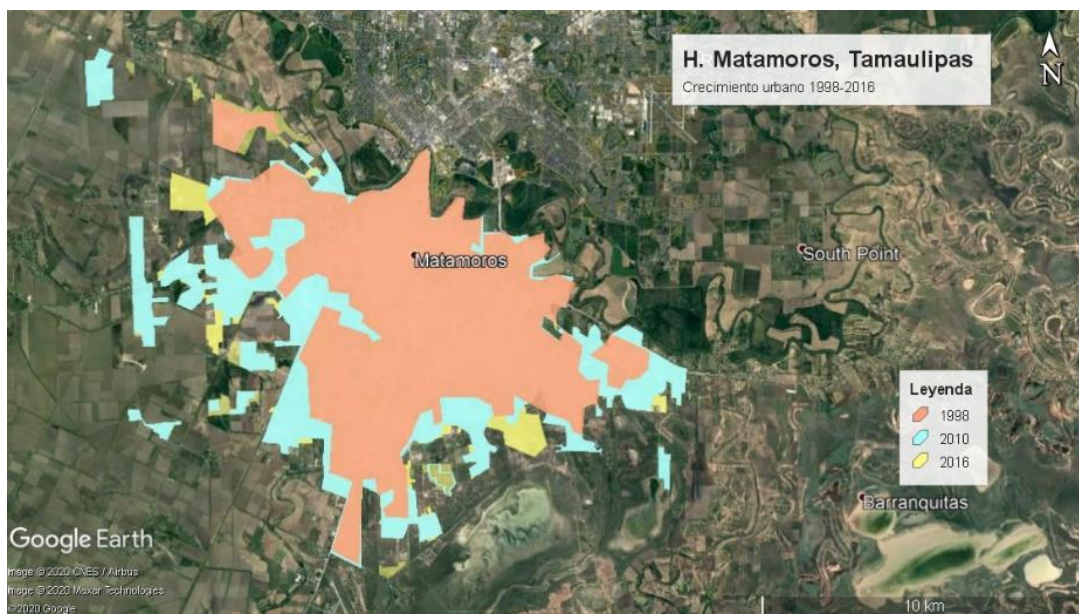 H. Matamoros, Tamaulipas
Crecimiento urbano 1998-2016
N
Matamoros
South Point
Leyenda
1998
2010
2016
Barranquitas
Google Earth
Image © 2020 CNES / Airbus
Image © 2020 Maxar Technologies
© 2020 Google
10 km